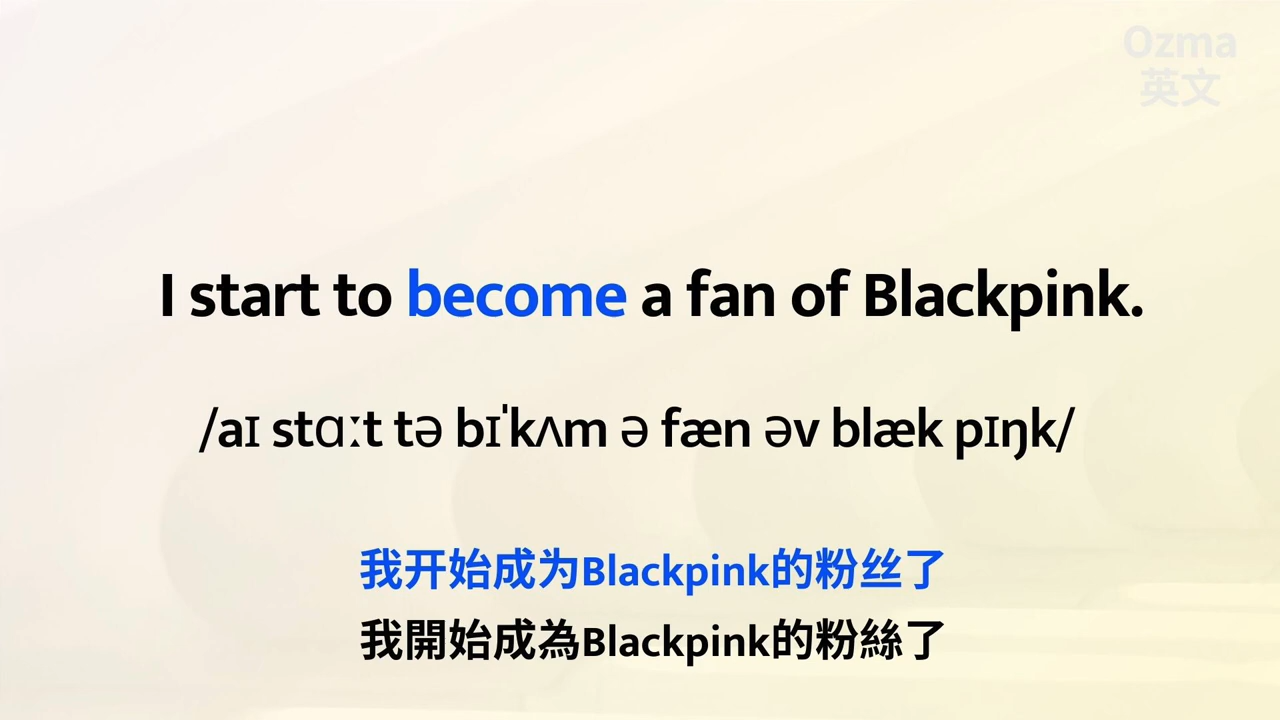 Ozma
英文
I start to become a fan of Blackpink.
/aɪ stɑːt tə bɪˈkʌm ə fæn əv blæk pɪŋk/
我开始成为Blackpink的粉丝了
我開始成為Blackpink的粉絲了